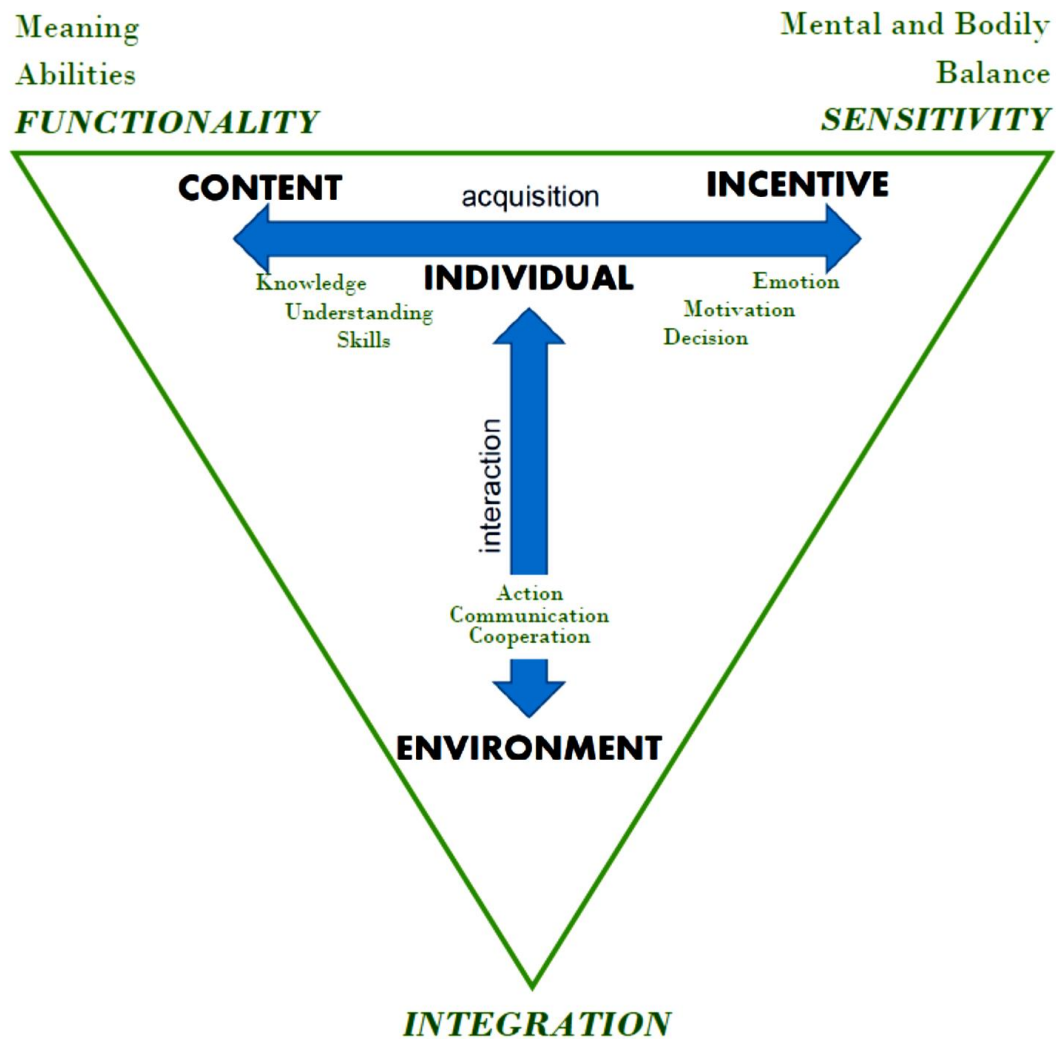 Meaning
Abilities
FUNCTIONALITY
Mental and Bodily
Balance
SENSITIVITY
CONTENT
acquisition
INCENTIVE
INDIVIDUAL
Knowledge
Understanding
Skills
Emotion
Motivation
Decision
interaction
Action
Communication
Cooperation
ENVIRONMENT
INTEGRATION